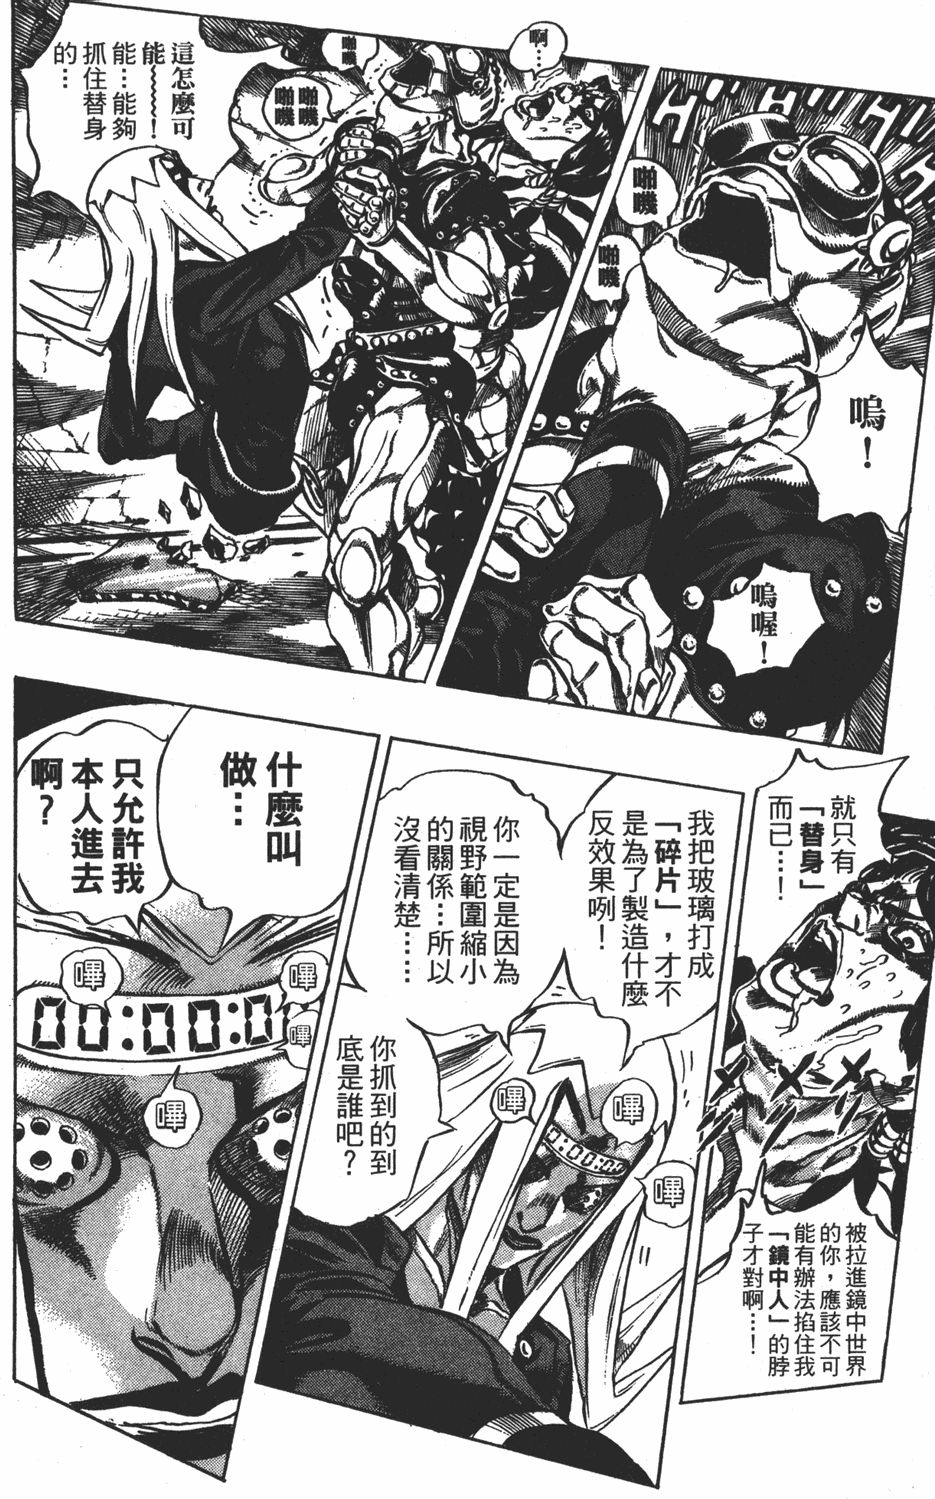 嗚！
嗚喔！
啪嘰
啪嘰
ドドドド
啊…
啪嘰
啪嘰
啪嘰
這怎麼可
能～～～！
能…能夠
抓住替身
的…
就只有
「替身」
而已…！
被拉進鏡中世界
的你，應該不可
能有辦法掐住我
「鏡中人」的脖
子才對啊…！
我把玻璃打成
「碎片」，才不
是為了製造什麼
反效果咧！
你一定是因為
視野範圍縮小
的關係…所以
沒看清楚……
你抓到的到
底是誰吧？
嗶
嗶
嗶
什麼叫
做…
只允許我
本人進去
啊？
嗶
嗶
嗶
嗶
00:00:0